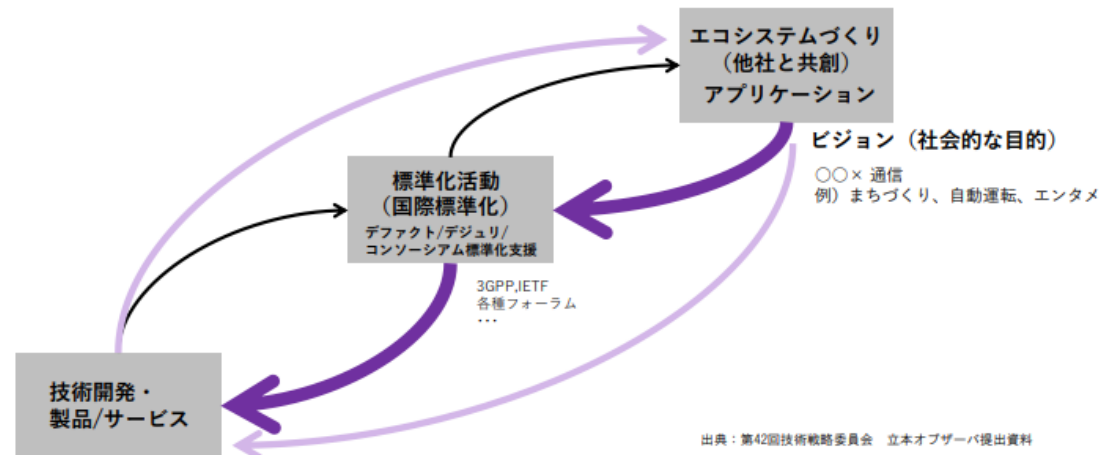 エコシステムづくり
（他社と共創）
アプリケーション
ビジョン（社会的な目的）
○○× 通信
例）まちづくり、自動運転、エンタメ
標準化活動
（国際標準化）
デファクト/デジュリ/
コンソーシアム標準化支援
3GPP,IETF
各種フォーラム
･･･
技術開発・
製品/サービス
出典：第42回技術戦略委員会　立本オブザーバ提出資料